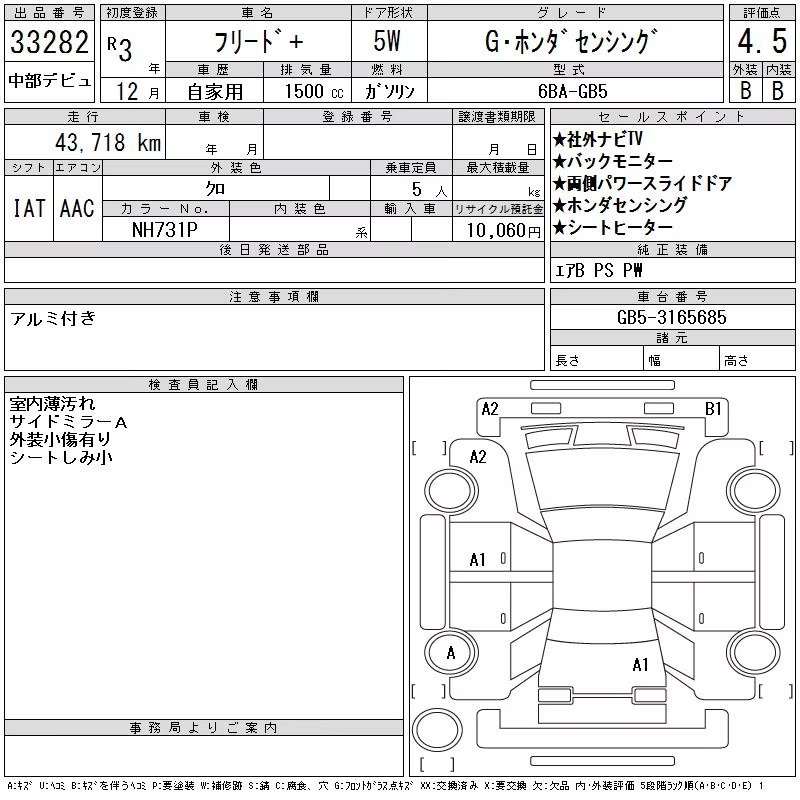 出品番号
33282
中部デビュ
初度登録
R3年
12月
車名
フリード+
ドア形状
5W
グレード
G・ホンダセンシング
評価点
4.5
車歴
自家用
排気量
1500 cc
燃料
ガソリン
型式
6BA-GB5
外装 内装
B B
走行
43,718 km
車検
年 月
登録番号
譲渡書類期限
月 日
シフト
IAT
エアコン
AAC
外装色
クロ
乗車定員
5 人
最大積載量
kg
カラーNo.
NH731P
内装色
系
輸入車
リサイクル預託金
10,060円
後日発送部品
セールスポイント
★社外ナビTV
★バックモニター
★両側パワースライドドア
★ホンダセンシング
★シートヒーター
純正装備
エアB PS PW
注意事項欄
アルミ付き
車台番号
GB5-3165685
諸元
長さ 幅 高さ
検査員記入欄
室内薄汚れ
サイドミラーA
外装小傷有り
シートしみ小
事務局よりご案内
A2 B1
A2
A1
A
A1
A:キズ U:ヘコミ B:キズを伴うヘコミ P:要塗装 W:補修跡 S:錆 C:腐食、穴 G:フロントガラス点キズ XX:交換済み X:要交換 欠:欠品 内・外装評価 5段階ランク順(A・B・C・D・E) 1